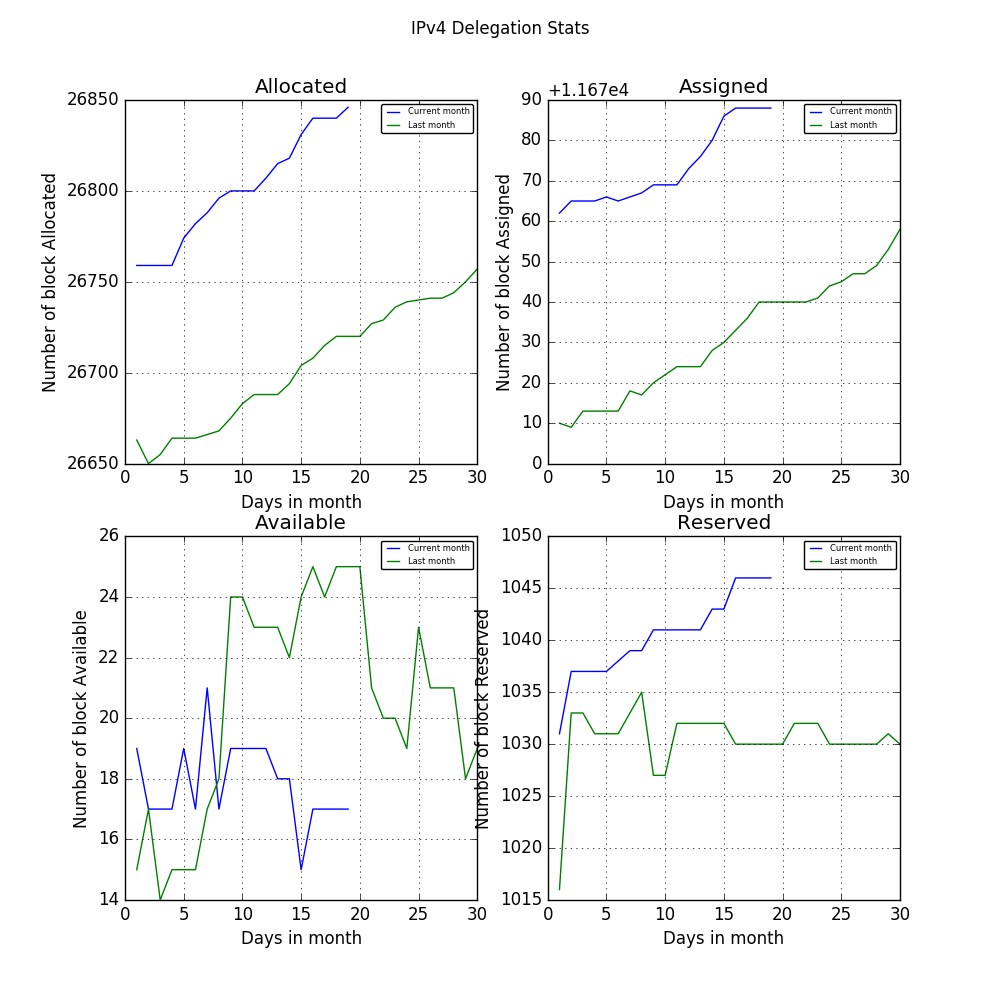 IPv4 Delegation Stats
Allocated
26850
26800
26750
26700
26650
Number of block Allocated
Current month
Last month
0 5 10 15 20 25 30
Days in month
+1.167e4
Assigned
90
80
70
60
50
40
30
20
10
0
Number of block Assigned
Current month
Last month
0 5 10 15 20 25 30
Days in month
Available
26
24
22
20
18
16
14
Number of block Available
Current month
Last month
0 5 10 15 20 25 30
Days in month
Reserved
1050
1045
1040
1035
1030
1025
1020
1015
Number of block Reserved
Current month
Last month
0 5 10 15 20 25 30
Days in month